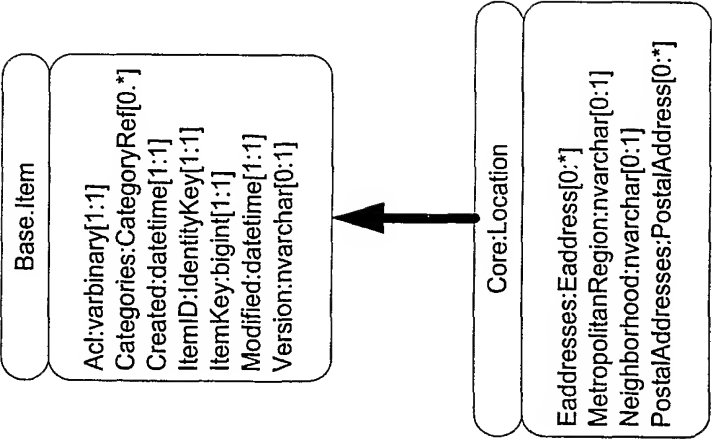 Base.Item
Acl:varbinary[1:1]
Categories:CategoryRef[0.*]
Created:datetime[1:1]
ItemID:IdentityKey[1:1]
ItemKey:bigint[1:1]
Modified:datetime[1:1]
Version:nvarchar[0:1]
Core:Location
Eaddresses:Eaddress[0:*]
MetropolitanRegion:nvarchar[0:1]
Neighborhood:nvarchar[0:1]
PostalAddresses:PostalAddress[0:*]